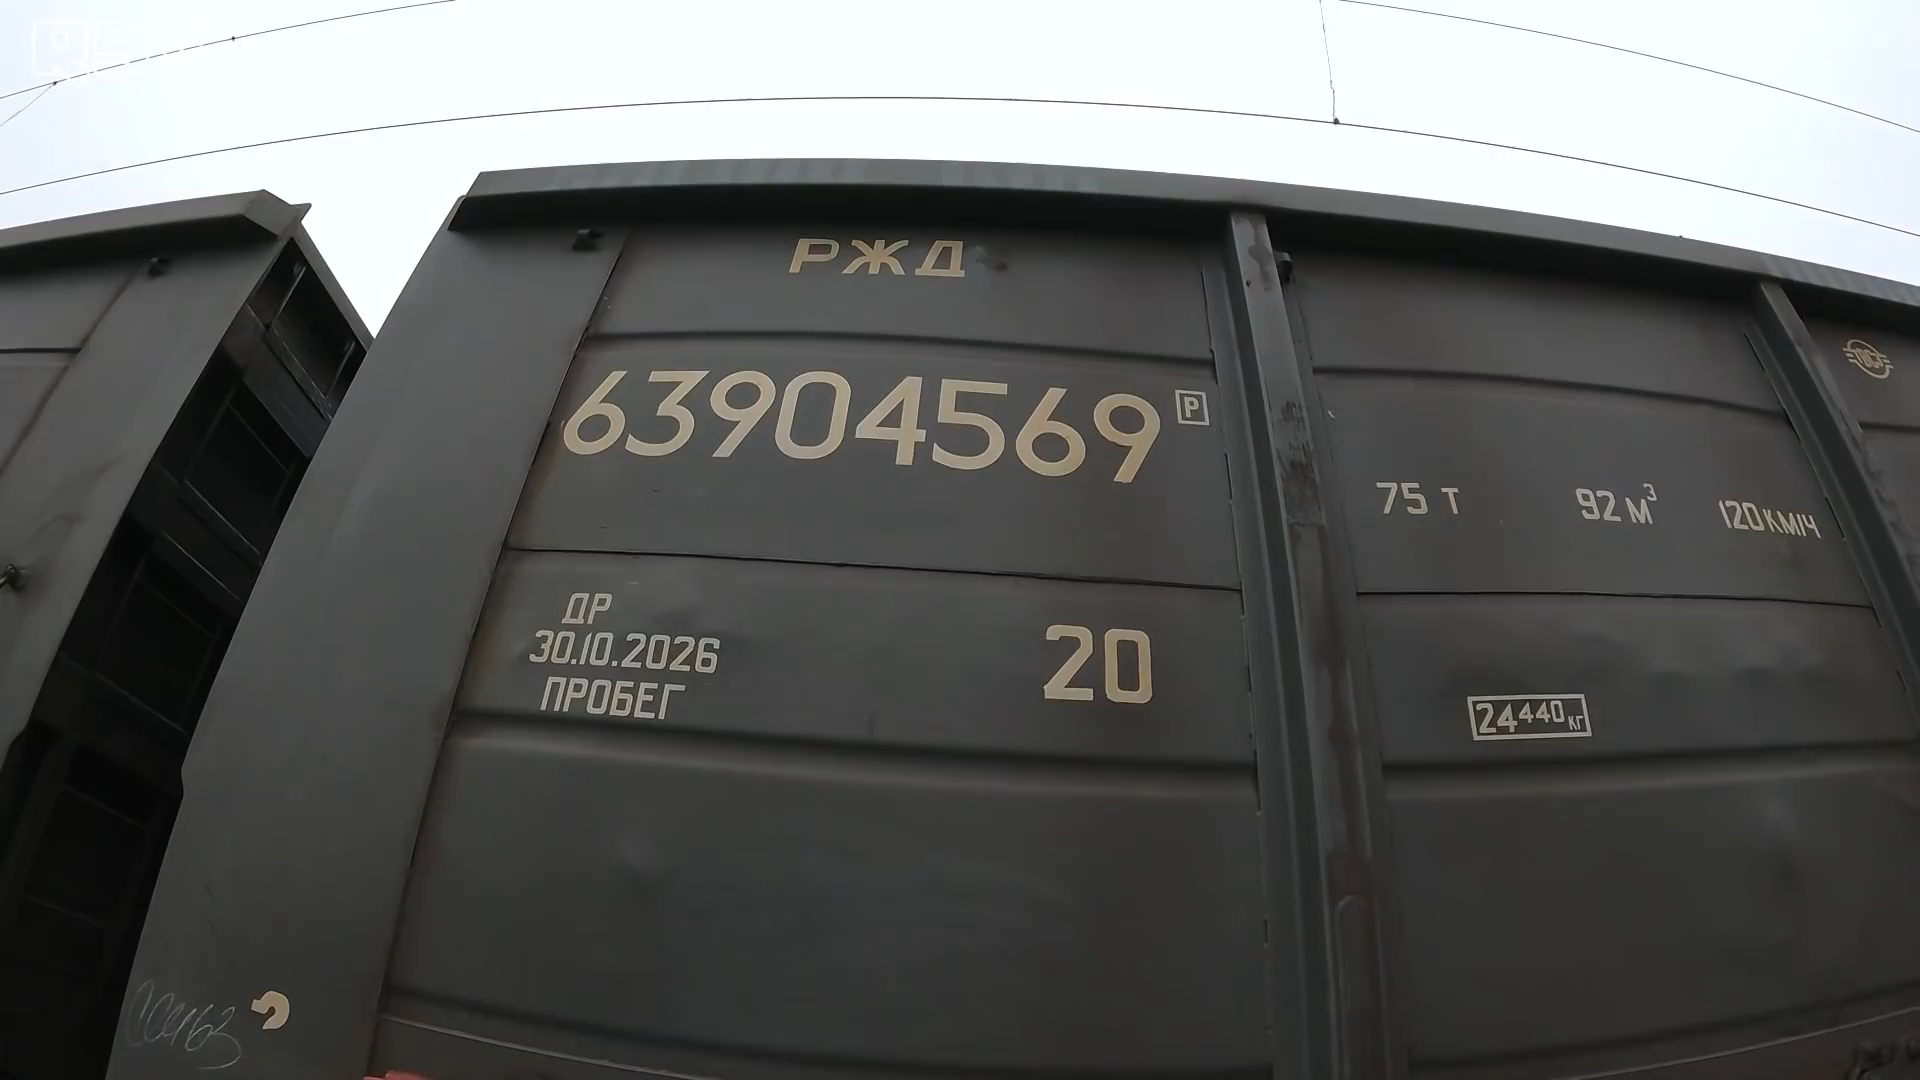 РЖД
63904569 Р
75 Т 92 М³ 120 КМ/Ч
ДР
30.10.2026
ПРОБЕГ
20
24440 КГ